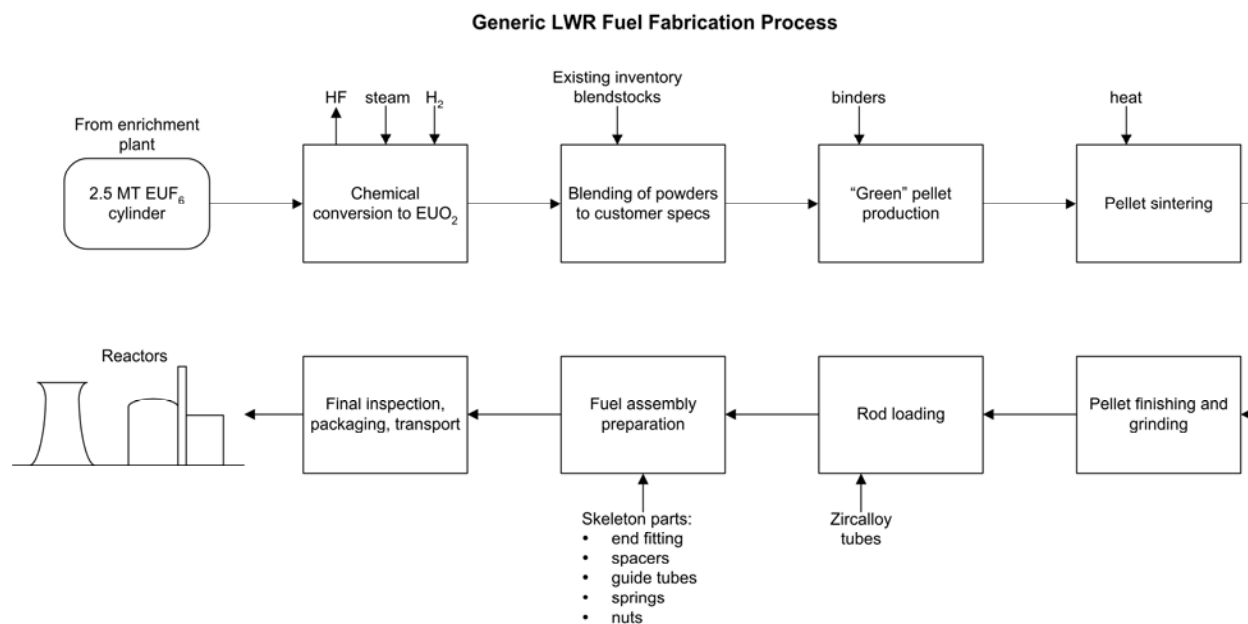 Generic LWR Fuel Fabrication Process
From enrichment
plant
2.5 MT EUF₆
cylinder
HF
steam
H₂
Chemical
conversion to EUO₂
Existing inventory
blendstocks
Blending of powders
to customer specs
binders
“Green” pellet
production
heat
Pellet sintering
Reactors
Final inspection,
packaging, transport
Fuel assembly
preparation
Rod loading
Pellet finishing and
grinding
Skeleton parts:
• end fitting
• spacers
• guide tubes
• springs
• nuts
Zircalloy
tubes